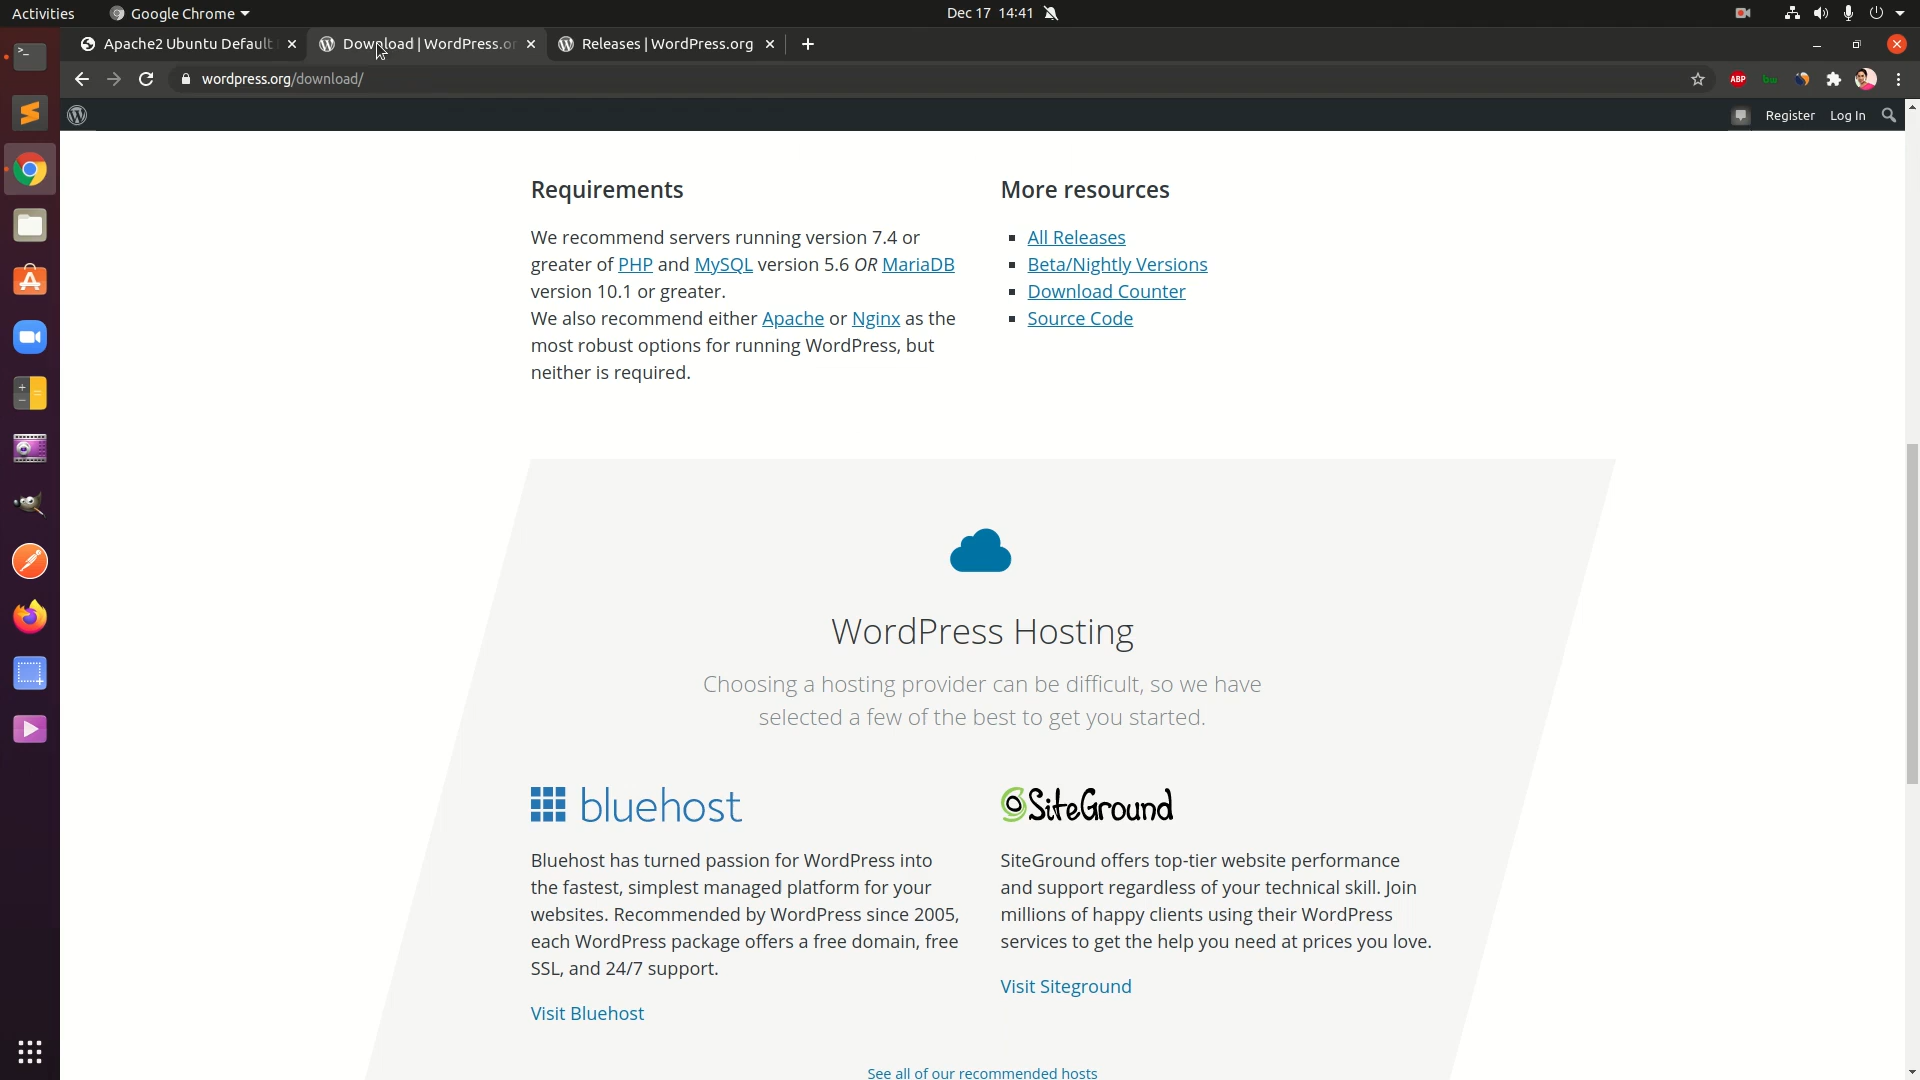 Activities
Google Chrome
Dec 17 14:41
Apache2 Ubuntu Default
Download | WordPress.or
Releases | WordPress.org
wordpress.org/download/
ABP
Register
Log In
Requirements
We recommend servers running version 7.4 or
greater of PHP and MySQL version 5.6 OR MariaDB
version 10.1 or greater.
We also recommend either Apache or Nginx as the
most robust options for running WordPress, but
neither is required.
More resources
All Releases
Beta/Nightly Versions
Download Counter
Source Code
WordPress Hosting
Choosing a hosting provider can be difficult, so we have
selected a few of the best to get you started.
bluehost
Bluehost has turned passion for WordPress into
the fastest, simplest managed platform for your
websites. Recommended by WordPress since 2005,
each WordPress package offers a free domain, free
SSL, and 24/7 support.
Visit Bluehost
SiteGround
SiteGround offers top-tier website performance
and support regardless of your technical skill. Join
millions of happy clients using their WordPress
services to get the help you need at prices you love.
Visit Siteground
See all of our recommended hosts